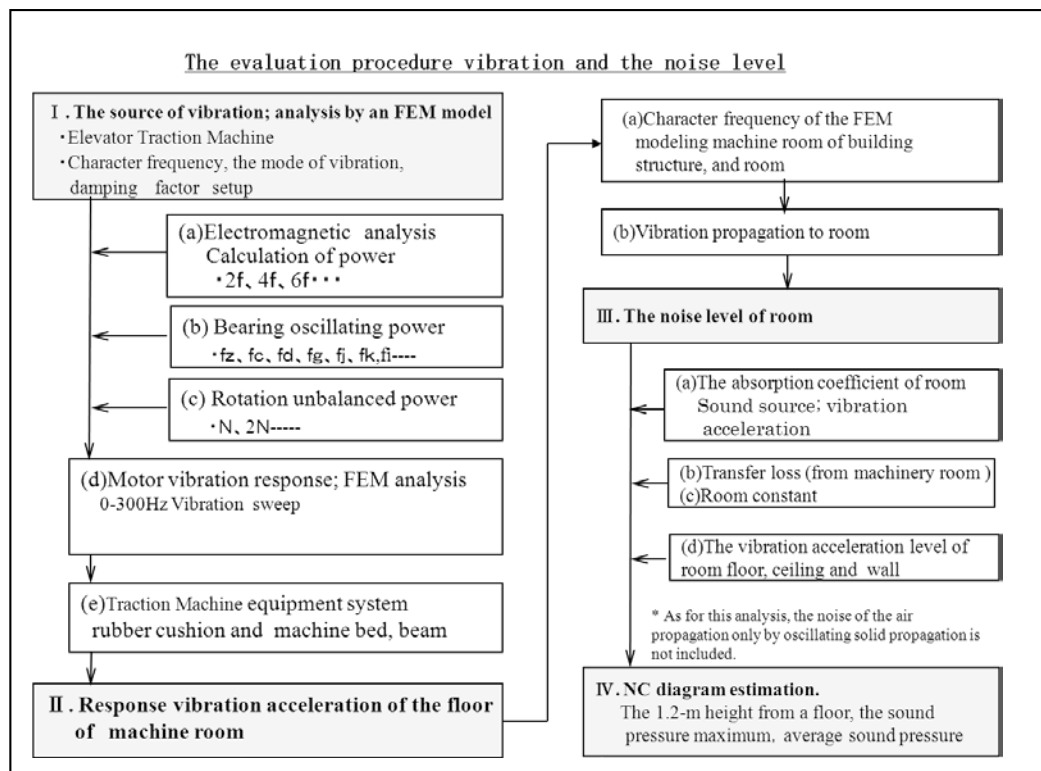 The evaluation procedure vibration and the noise level
Ⅰ. The source of vibration; analysis by an FEM model
・Elevator Traction Machine
・Character frequency, the mode of vibration,
damping factor setup
(a)Electromagnetic analysis
Calculation of power
・2f、4f、6f・・・
(b) Bearing oscillating power
・fz、fc、fd、fg、fj、fk,fi----
(c) Rotation unbalanced power
・N、2N-----
(d)Motor vibration response; FEM analysis
0-300Hz Vibration sweep
(e)Traction Machine equipment system
rubber cushion and machine bed, beam
Ⅱ. Response vibration acceleration of the floor
of machine room
(a)Character frequency of the FEM
modeling machine room of building
structure, and room
(b)Vibration propagation to room
Ⅲ. The noise level of room
(a)The absorption coefficient of room
Sound source; vibration
acceleration
(b)Transfer loss (from machinery room )
(c)Room constant
(d)The vibration acceleration level of
room floor, ceiling and wall
* As for this analysis, the noise of the air
propagation only by oscillating solid propagation is
not included.
Ⅳ. NC diagram estimation.
The 1.2-m height from a floor, the sound
pressure maximum, average sound pressure